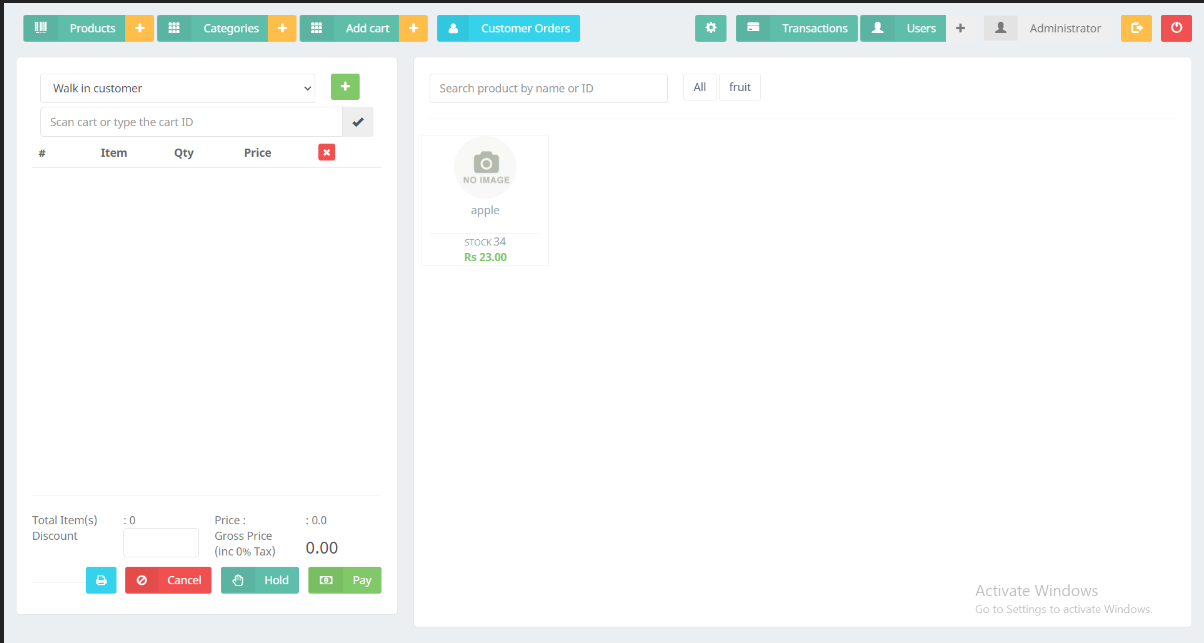 Products
Categories
Add cart
Customer Orders
Transactions
Users
Administrator
Walk in customer
Scan cart or type the cart ID
# Item Qty Price
Search product by name or ID
All
fruit
NO IMAGE
apple
STOCK 34
Rs 23.00
Total Item(s) : 0 Price : : 0.0
Discount Gross Price
(inc 0% Tax) 0.00
Cancel
Hold
Pay
Activate Windows
Go to Settings to activate Windows.